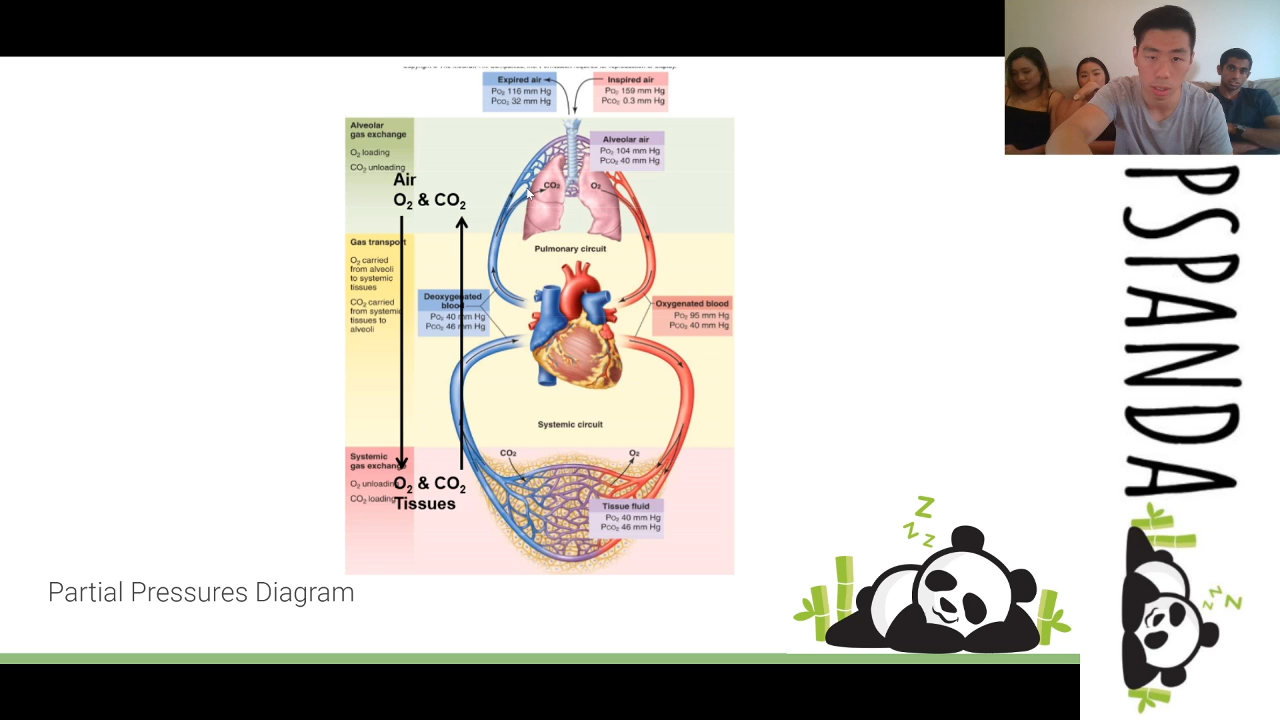 Expired air
PO2 116 mm Hg
PCO2 32 mm Hg
Inspired air
PO2 159 mm Hg
PCO2 0.3 mm Hg
Alveolar
gas exchange
O2 loading
CO2 unloading
Alveolar air
PO2 104 mm Hg
PCO2 40 mm Hg
CO2
O2
Air
O2 & CO2
Pulmonary circuit
Gas transport
O2 carried
from alveoli
to systemic
tissues
CO2 carried
from systemic
tissues to
alveoli
Deoxygenated
blood
PO2 40 mm Hg
PCO2 46 mm Hg
Oxygenated blood
PO2 95 mm Hg
PCO2 40 mm Hg
Systemic circuit
Systemic
gas exchange
O2 unloading
CO2 loading
O2 & CO2
Tissues
CO2
O2
Tissue fluid
PO2 40 mm Hg
PCO2 46 mm Hg
Partial Pressures Diagram
z
z
z z
PSPANDA
z z z